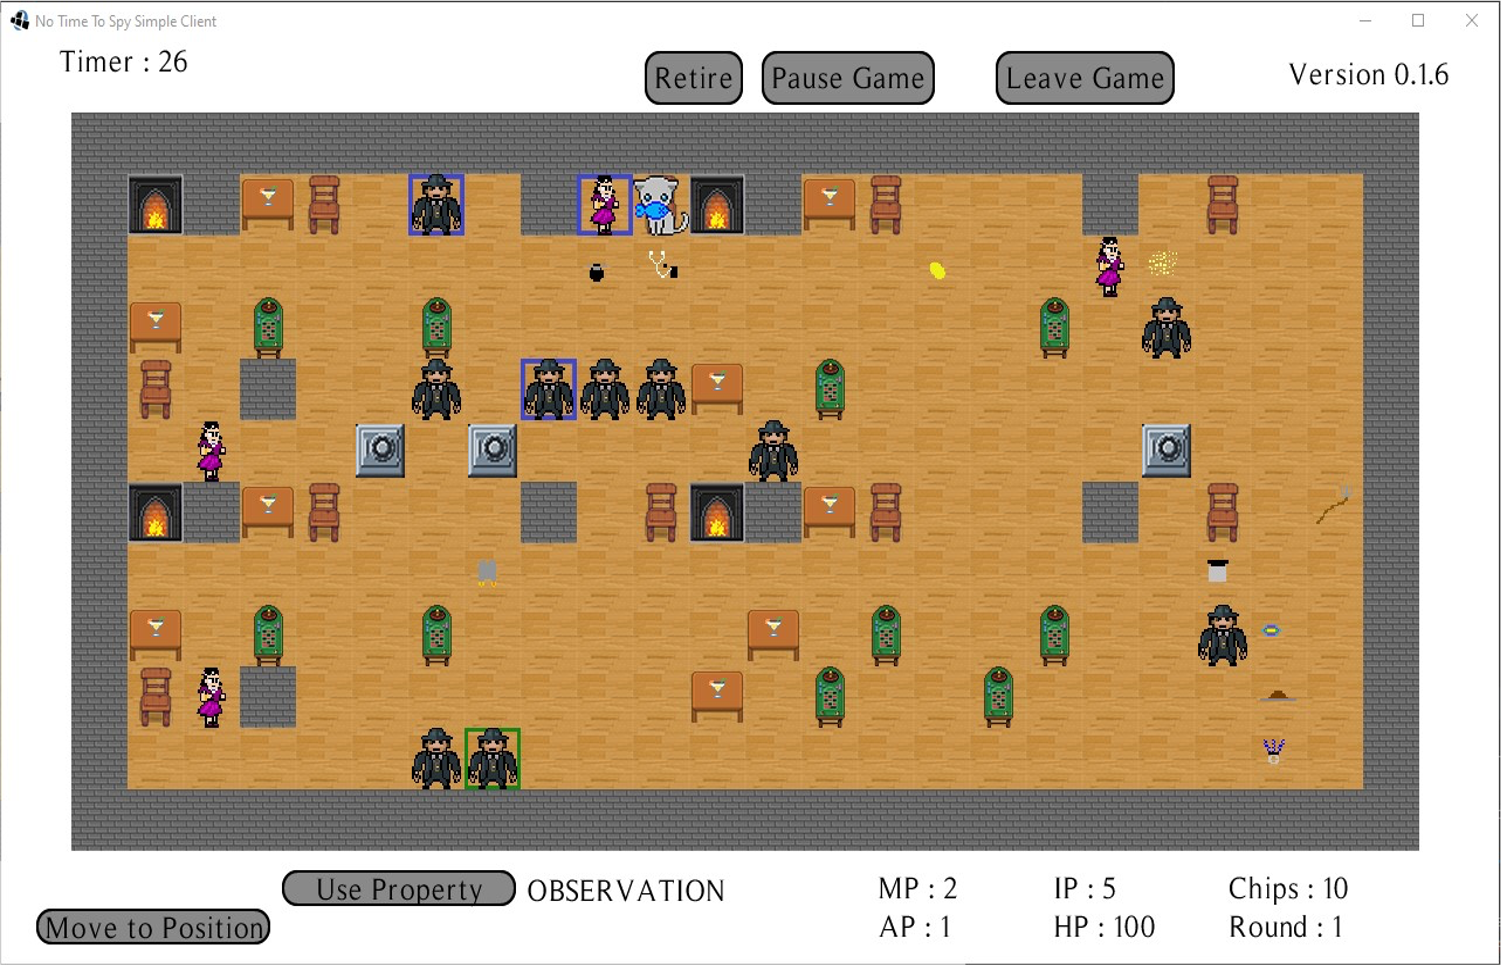 No Time To Spy Simple Client
Timer : 26
Retire
Pause Game
Leave Game
Version 0.1.6
Use Property
OBSERVATION
MP : 2
IP : 5
Chips : 10
Move to Position
AP : 1
HP : 100
Round : 1